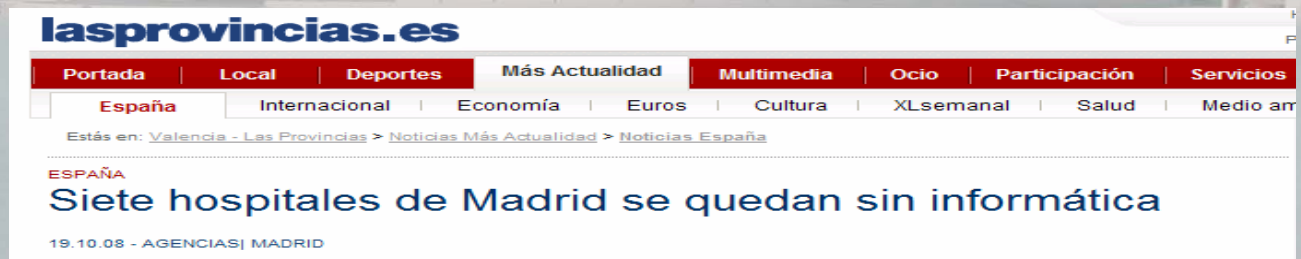 lasprovincias.es
Portada | Local | Deportes | Más Actualidad | Multimedia | Ocio | Participación | Servicios
España | Internacional | Economía | Euros | Cultura | XLsemanal | Salud | Medio am
Estás en: Valencia - Las Provincias > Noticias Más Actualidad > Noticias España
ESPAÑA
Siete hospitales de Madrid se quedan sin informática
19.10.08 - AGENCIAS| MADRID